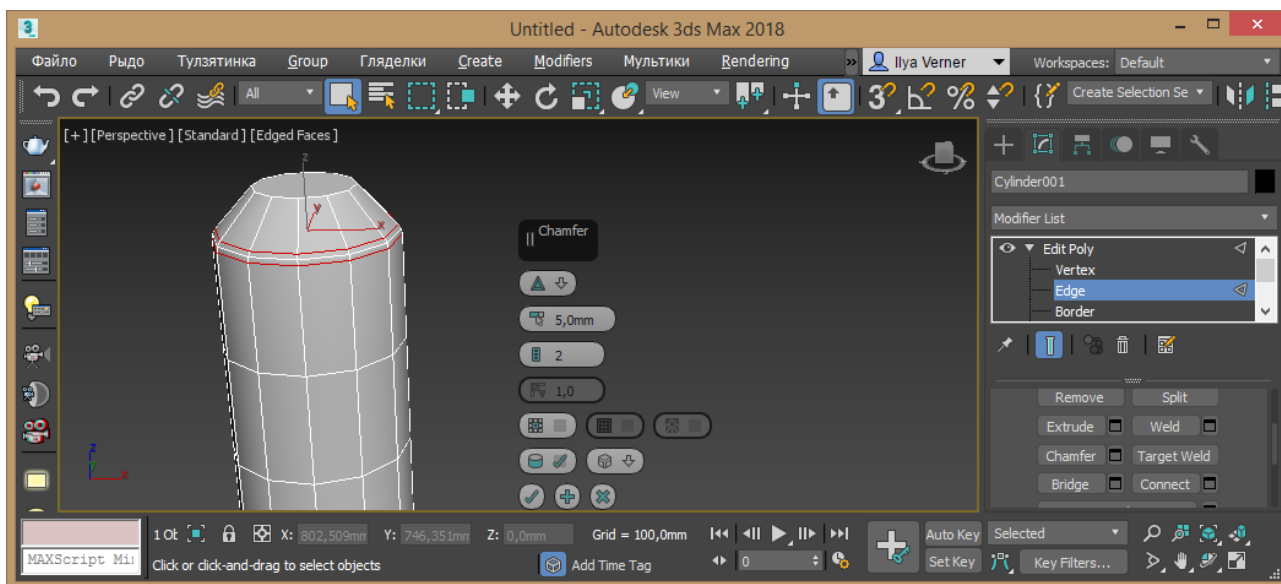 Untitled - Autodesk 3ds Max 2018
Файло Рыдо Тулзятинка Group Гляделки Create Modifiers Мультики Rendering » Ilya Verner Workspaces: Default
All View Create Selection Se
[+] [Perspective] [Standard] [Edged Faces]
z
y
x
z
x
Chamfer
5,0mm
2
1,0
Cylinder001
Modifier List
Edit Poly
Vertex
Edge
Border
Remove Split
Extrude Weld
Chamfer Target Weld
Bridge Connect
1 Ob X: 802,509mm Y: 746,351mm Z: 0,0mm Grid = 100,0mm Auto Key Selected
MAXScript Mi Click or click-and-drag to select objects Add Time Tag 0 Set Key Key Filters...